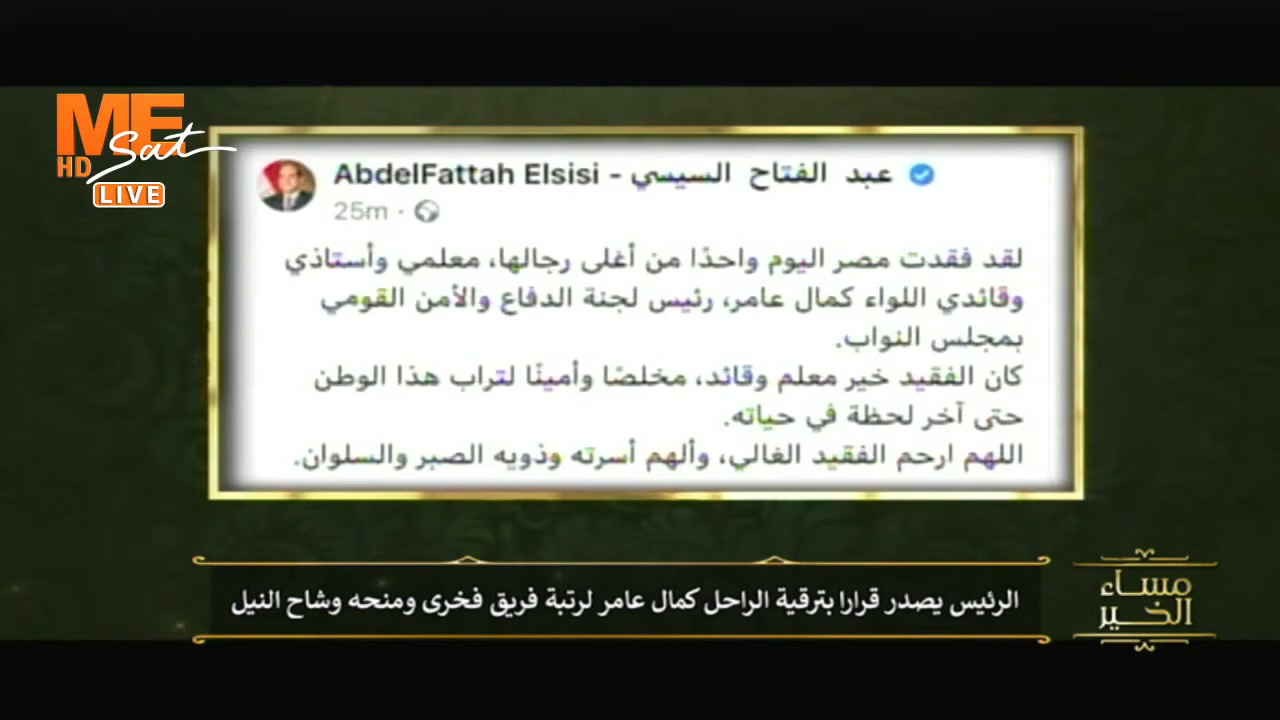 ME
Sat
HD
LIVE
AbdelFattah Elsisi - عبد الفتاح السيسي
25m ·
لقد فقدت مصر اليوم واحدًا من أغلى رجالها، معلمي وأستاذي
وقائدي اللواء كمال عامر، رئيس لجنة الدفاع والأمن القومي
بمجلس النواب.
كان الفقيد خير معلم وقائد، مخلصًا وأمينًا لتراب هذا الوطن
حتى آخر لحظة في حياته.
اللهم ارحم الفقيد الغالي، وألهم أسرته وذويه الصبر والسلوان.
الرئيس يصدر قرارا بترقية الراحل كمال عامر لرتبة فريق فخرى ومنحه وشاح النيل
مساء
الخير